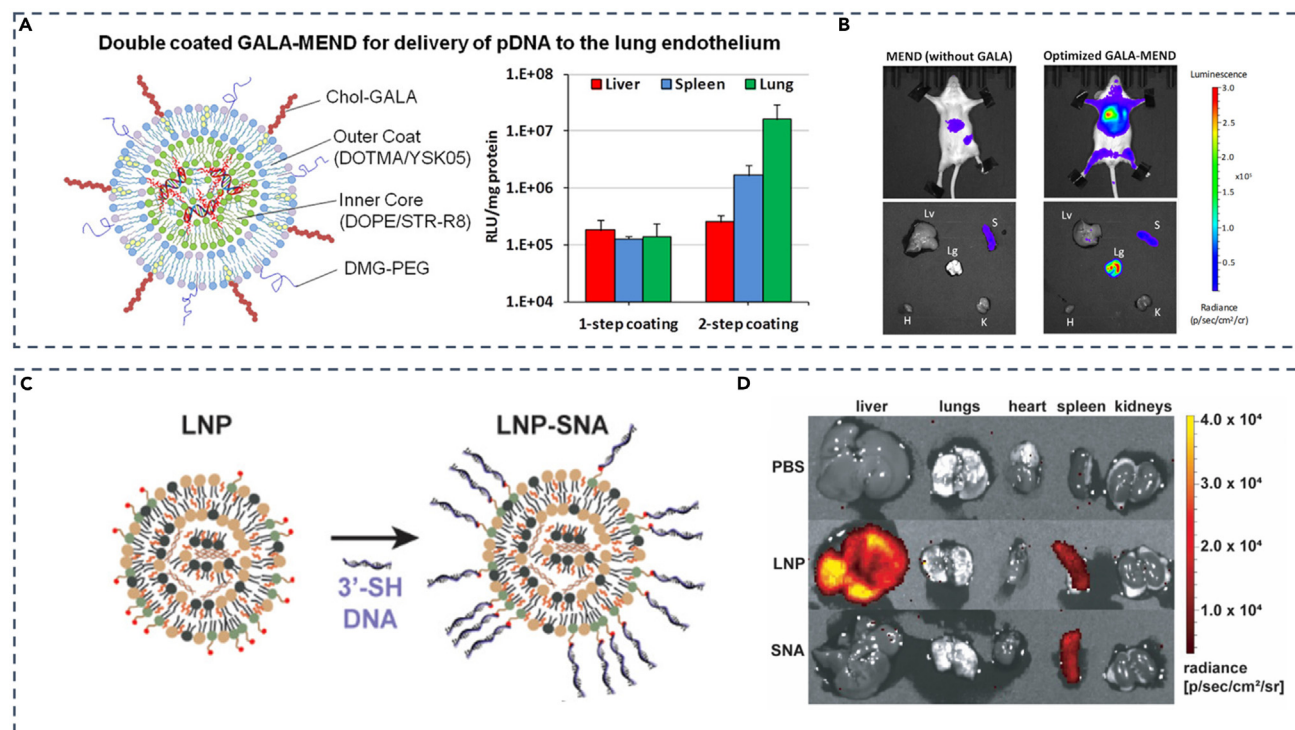 A
Double coated GALA-MEND for delivery of pDNA to the lung endothelium
Chol-GALA
Outer Coat
(DOTMA/YSK05)
Inner Core
(DOPE/STR-R8)
DMG-PEG
RLU/mg protein
1.E+08
1.E+07
1.E+06
1.E+05
1.E+04
Liver Spleen Lung
1-step coating 2-step coating
B
MEND (without GALA) Optimized GALA-MEND
Lv
S
Lg
H
K
Lv
S
Lg
H
K
Luminescence
3.0
2.5
2.0
x10⁵
1.5
1.0
0.5
Radiance
(p/sec/cm²/cr)
C
LNP
3'-SH
DNA
LNP-SNA
D
liver lungs heart spleen kidneys
PBS
LNP
SNA
4.0 x 10⁴
3.0 x 10⁴
2.0 x 10⁴
1.0 x 10⁴
radiance
[p/sec/cm²/sr]